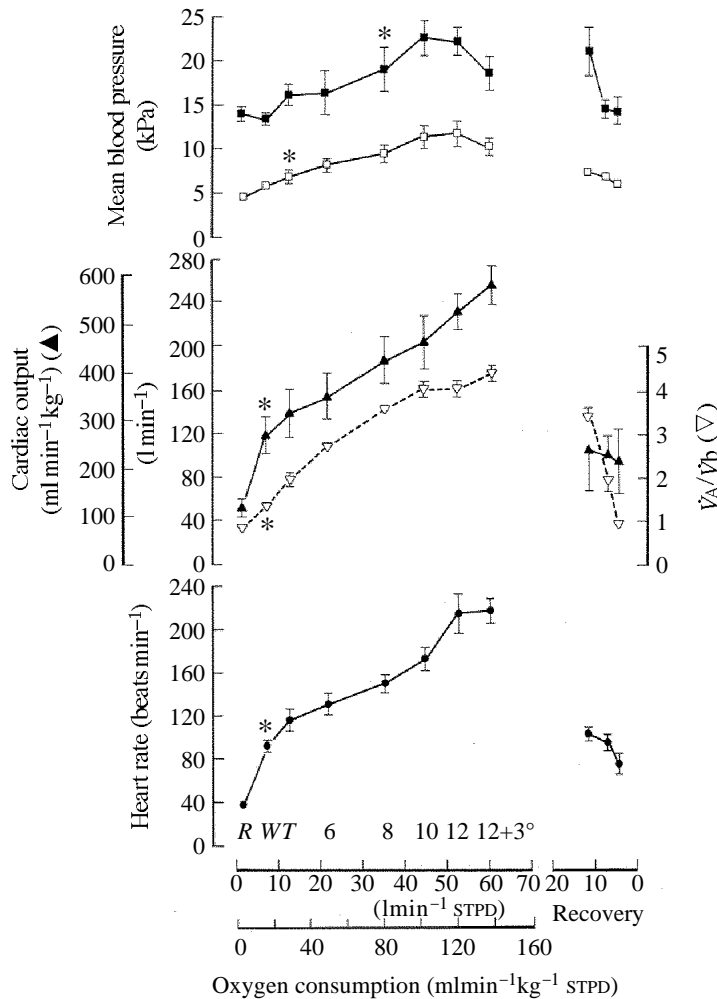 25
20
15
10
5
0
Mean blood pressure
(kPa)
*
*
600
500
400
300
200
100
0
Cardiac output
(ml min⁻¹ kg⁻¹) (▲)
280
240
200
160
120
80
40
0
(l min⁻¹)
*
*
5
4
3
2
1
0
V̇A/V̇b (▽)
240
200
160
120
80
40
0
Heart rate (beats min⁻¹)
*
R WT 6 8 10 12 12+3°
0 10 20 30 40 50 60 70
20 10 0
(lmin⁻¹ STPD)
Recovery
0 40 80 120 160
Oxygen consumption (mlmin⁻¹kg⁻¹ STPD)